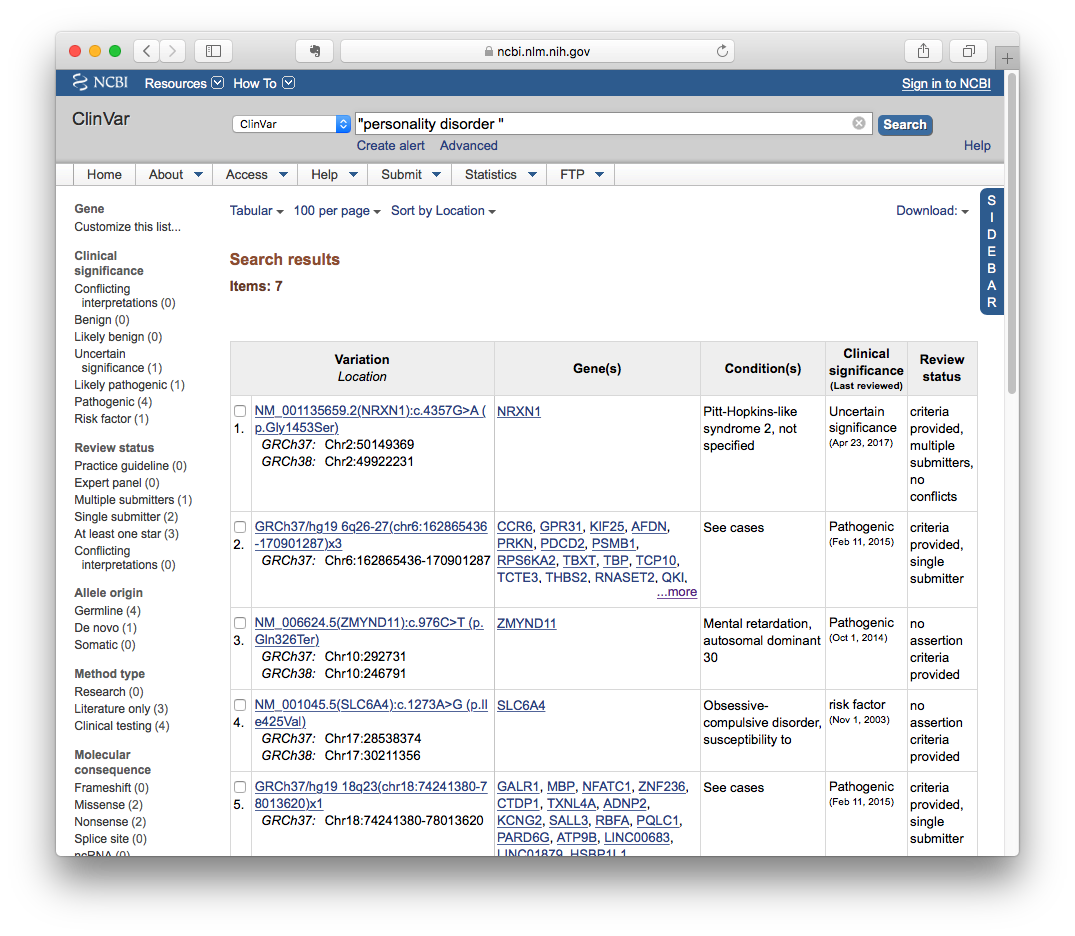 ncbi.nlm.nih.gov
NCBI Resources How To Sign in to NCBI
ClinVar ClinVar "personality disorder " Search
Create alert Advanced Help
Home About Access Help Submit Statistics FTP
Gene
Customize this list...
Clinical
significance
Conflicting
interpretations (0)
Benign (0)
Likely benign (0)
Uncertain
significance (1)
Likely pathogenic (1)
Pathogenic (4)
Risk factor (1)
Review status
Practice guideline (0)
Expert panel (0)
Multiple submitters (1)
Single submitter (2)
At least one star (3)
Conflicting
interpretations (0)
Allele origin
Germline (4)
De novo (1)
Somatic (0)
Method type
Research (0)
Literature only (3)
Clinical testing (4)
Molecular
consequence
Frameshift (0)
Missense (2)
Nonsense (2)
Splice site (0)
ncRNA (0)
Tabular 100 per page Sort by Location Download:
SIDEBAR
Search results
Items: 7
Variation
Location
Gene(s)
Condition(s)
Clinical
significance
(Last reviewed)
Review
status
1.
NM_001135659.2(NRXN1):c.4357G>A (
p.Gly1453Ser)
GRCh37: Chr2:50149369
GRCh38: Chr2:49922231
NRXN1
Pitt-Hopkins-like
syndrome 2, not
specified
Uncertain
significance
(Apr 23, 2017)
criteria
provided,
multiple
submitters,
no
conflicts
2.
GRCh37/hg19 6q26-27(chr6:162865436
-170901287)x3
GRCh37: Chr6:162865436-170901287
CCR6, GPR31, KIF25, AFDN,
PRKN, PDCD2, PSMB1,
RPS6KA2, TBXT, TBP, TCP10,
TCTE3, THBS2, RNASET2, QKI,
...more
See cases
Pathogenic
(Feb 11, 2015)
criteria
provided,
single
submitter
3.
NM_006624.5(ZMYND11):c.976C>T (p.
Gln326Ter)
GRCh37: Chr10:292731
GRCh38: Chr10:246791
ZMYND11
Mental retardation,
autosomal dominant
30
Pathogenic
(Oct 1, 2014)
no
assertion
criteria
provided
4.
NM_001045.5(SLC6A4):c.1273A>G (p.Il
e425Val)
GRCh37: Chr17:28538374
GRCh38: Chr17:30211356
SLC6A4
Obsessive-
compulsive disorder,
susceptibility to
risk factor
(Nov 1, 2003)
no
assertion
criteria
provided
5.
GRCh37/hg19 18q23(chr18:74241380-7
8013620)x1
GRCh37: Chr18:74241380-78013620
GALR1, MBP, NFATC1, ZNF236,
CTDP1, TXNL4A, ADNP2,
KCNG2, SALL3, RBFA, PQLC1,
PARD6G, ATP9B, LINC00683,
LINC01879, HSBP1L1
See cases
Pathogenic
(Feb 11, 2015)
criteria
provided,
single
submitter